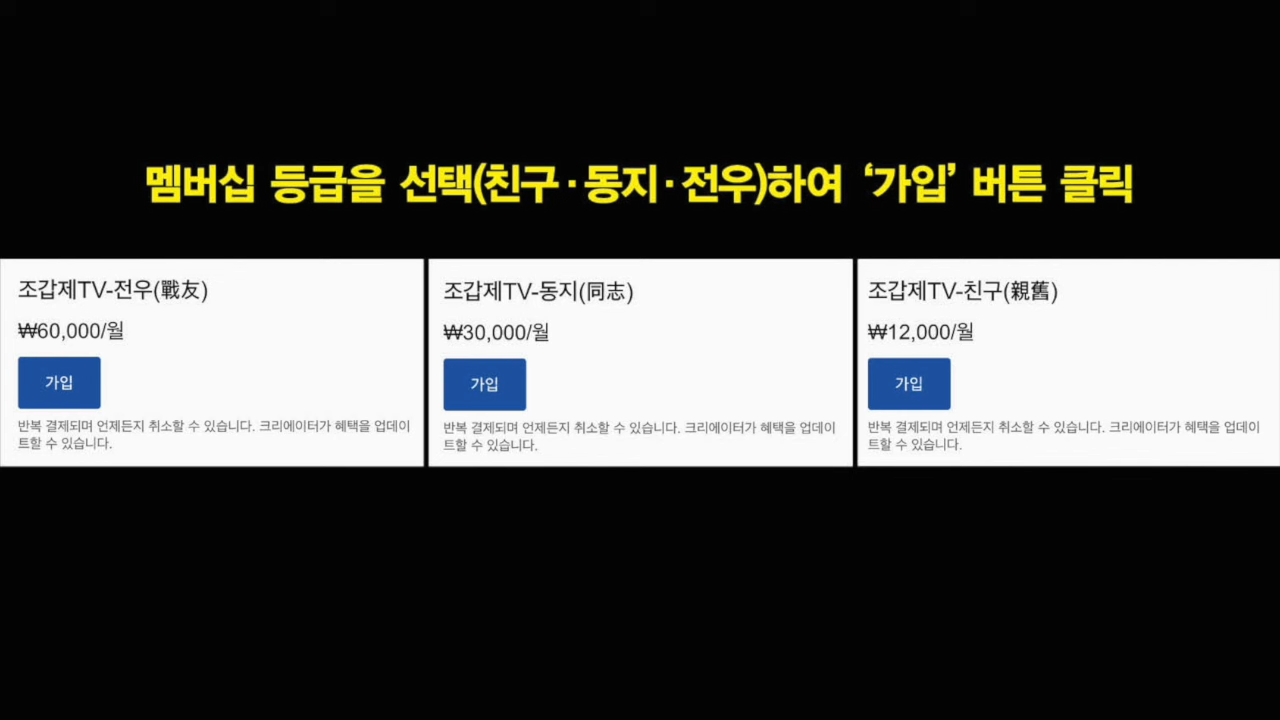 멤버십 등급을 선택(친구·동지·전우)하여 ‘가입’ 버튼 클릭
조갑제TV-전우(戰友)
₩60,000/월
가입
반복 결제되며 언제든지 취소할 수 있습니다. 크리에이터가 혜택을 업데이
트할 수 있습니다.
조갑제TV-동지(同志)
₩30,000/월
가입
반복 결제되며 언제든지 취소할 수 있습니다. 크리에이터가 혜택을 업데이
트할 수 있습니다.
조갑제TV-친구(親舊)
₩12,000/월
가입
반복 결제되며 언제든지 취소할 수 있습니다. 크리에이터가 혜택을 업데이
트할 수 있습니다.